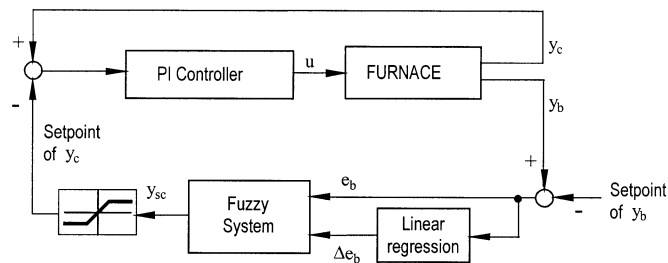 +
y_c
PI Controller
u
FURNACE
-
y_b
Setpoint
of y_c
+
y_sc
Fuzzy
System
e_b
Setpoint
of y_b
-
Linear
regression
Δe_b